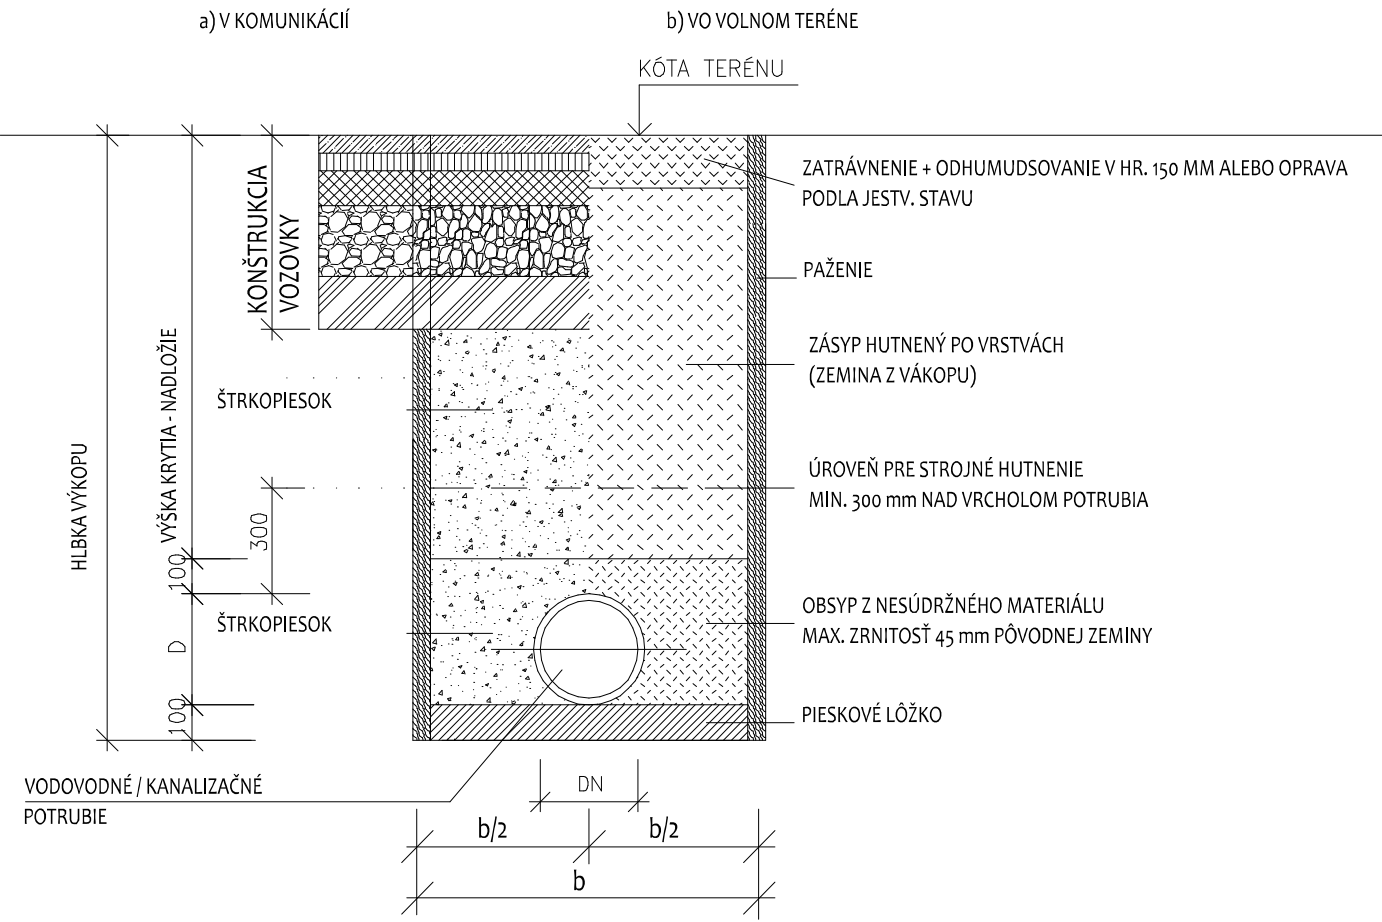 a) V KOMUNIKÁCIÍ
b) VO VOLNOM TERÉNE
KÓTA TERÉNU
ZATRÁVNENIE + ODHUMUDSOVANIE V HR. 150 MM ALEBO OPRAVA
PODLA JESTV. STAVU
KONŠTRUKCIA
VOZOVKY
PAŽENIE
ZÁSYP HUTNENÝ PO VRSTVÁCH
(ZEMINA Z VÁKOPU)
ŠTRKOPIESOK
HLBKA VÝKOPU
VÝŠKA KRYTIA - NADLOŽIE
ÚROVEŇ PRE STROJNÉ HUTNENIE
MIN. 300 mm NAD VRCHOLOM POTRUBIA
300
100
ŠTRKOPIESOK
OBSYP Z NESÚDRŽNÉHO MATERIÁLU
MAX. ZRNITOSŤ 45 mm PÔVODNEJ ZEMINY
D
100
PIESKOVÉ LÔŽKO
VODOVODNÉ / KANALIZAČNÉ
POTRUBIE
DN
b/2
b/2
b